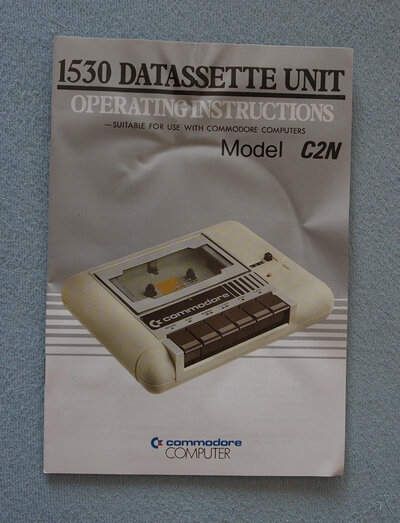 1530 DATASSETTE UNIT
OPERATING INSTRUCTIONS
—SUITABLE FOR USE WITH COMMODORE COMPUTERS
Model C2N
commodore
commodore
COMPUTER